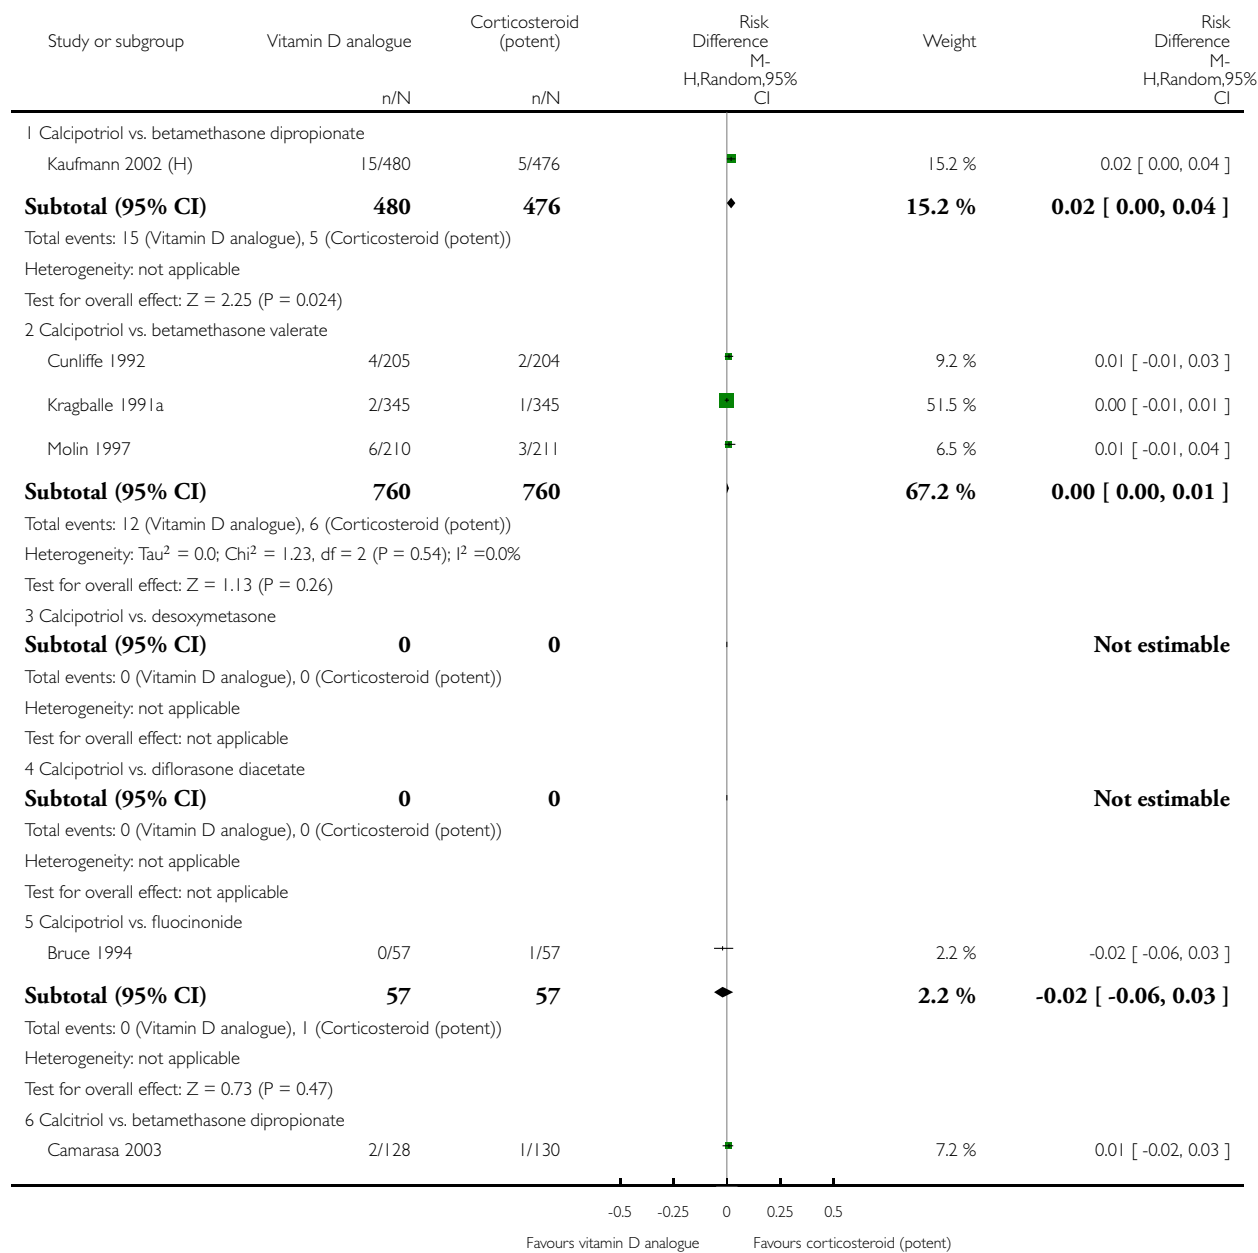 Study or subgroup Vitamin D analogue Corticosteroid (potent) Risk Difference Weight Risk Difference
n/N n/N M-H,Random,95% CI M-H,Random,95% CI
1 Calcipotriol vs. betamethasone dipropionate
Kaufmann 2002 (H) 15/480 5/476 15.2 % 0.02 [ 0.00, 0.04 ]
Subtotal (95% CI) 480 476 15.2 % 0.02 [ 0.00, 0.04 ]
Total events: 15 (Vitamin D analogue), 5 (Corticosteroid (potent))
Heterogeneity: not applicable
Test for overall effect: Z = 2.25 (P = 0.024)
2 Calcipotriol vs. betamethasone valerate
Cunliffe 1992 4/205 2/204 9.2 % 0.01 [ -0.01, 0.03 ]
Kragballe 1991a 2/345 1/345 51.5 % 0.00 [ -0.01, 0.01 ]
Molin 1997 6/210 3/211 6.5 % 0.01 [ -0.01, 0.04 ]
Subtotal (95% CI) 760 760 67.2 % 0.00 [ 0.00, 0.01 ]
Total events: 12 (Vitamin D analogue), 6 (Corticosteroid (potent))
Heterogeneity: Tau² = 0.0; Chi² = 1.23, df = 2 (P = 0.54); I² =0.0%
Test for overall effect: Z = 1.13 (P = 0.26)
3 Calcipotriol vs. desoxymetasone
Subtotal (95% CI) 0 0 Not estimable
Total events: 0 (Vitamin D analogue), 0 (Corticosteroid (potent))
Heterogeneity: not applicable
Test for overall effect: not applicable
4 Calcipotriol vs. diflorasone diacetate
Subtotal (95% CI) 0 0 Not estimable
Total events: 0 (Vitamin D analogue), 0 (Corticosteroid (potent))
Heterogeneity: not applicable
Test for overall effect: not applicable
5 Calcipotriol vs. fluocinonide
Bruce 1994 0/57 1/57 2.2 % -0.02 [ -0.06, 0.03 ]
Subtotal (95% CI) 57 57 2.2 % -0.02 [ -0.06, 0.03 ]
Total events: 0 (Vitamin D analogue), 1 (Corticosteroid (potent))
Heterogeneity: not applicable
Test for overall effect: Z = 0.73 (P = 0.47)
6 Calcitriol vs. betamethasone dipropionate
Camarasa 2003 2/128 1/130 7.2 % 0.01 [ -0.02, 0.03 ]
-0.5 -0.25 0 0.25 0.5
Favours vitamin D analogue Favours corticosteroid (potent)